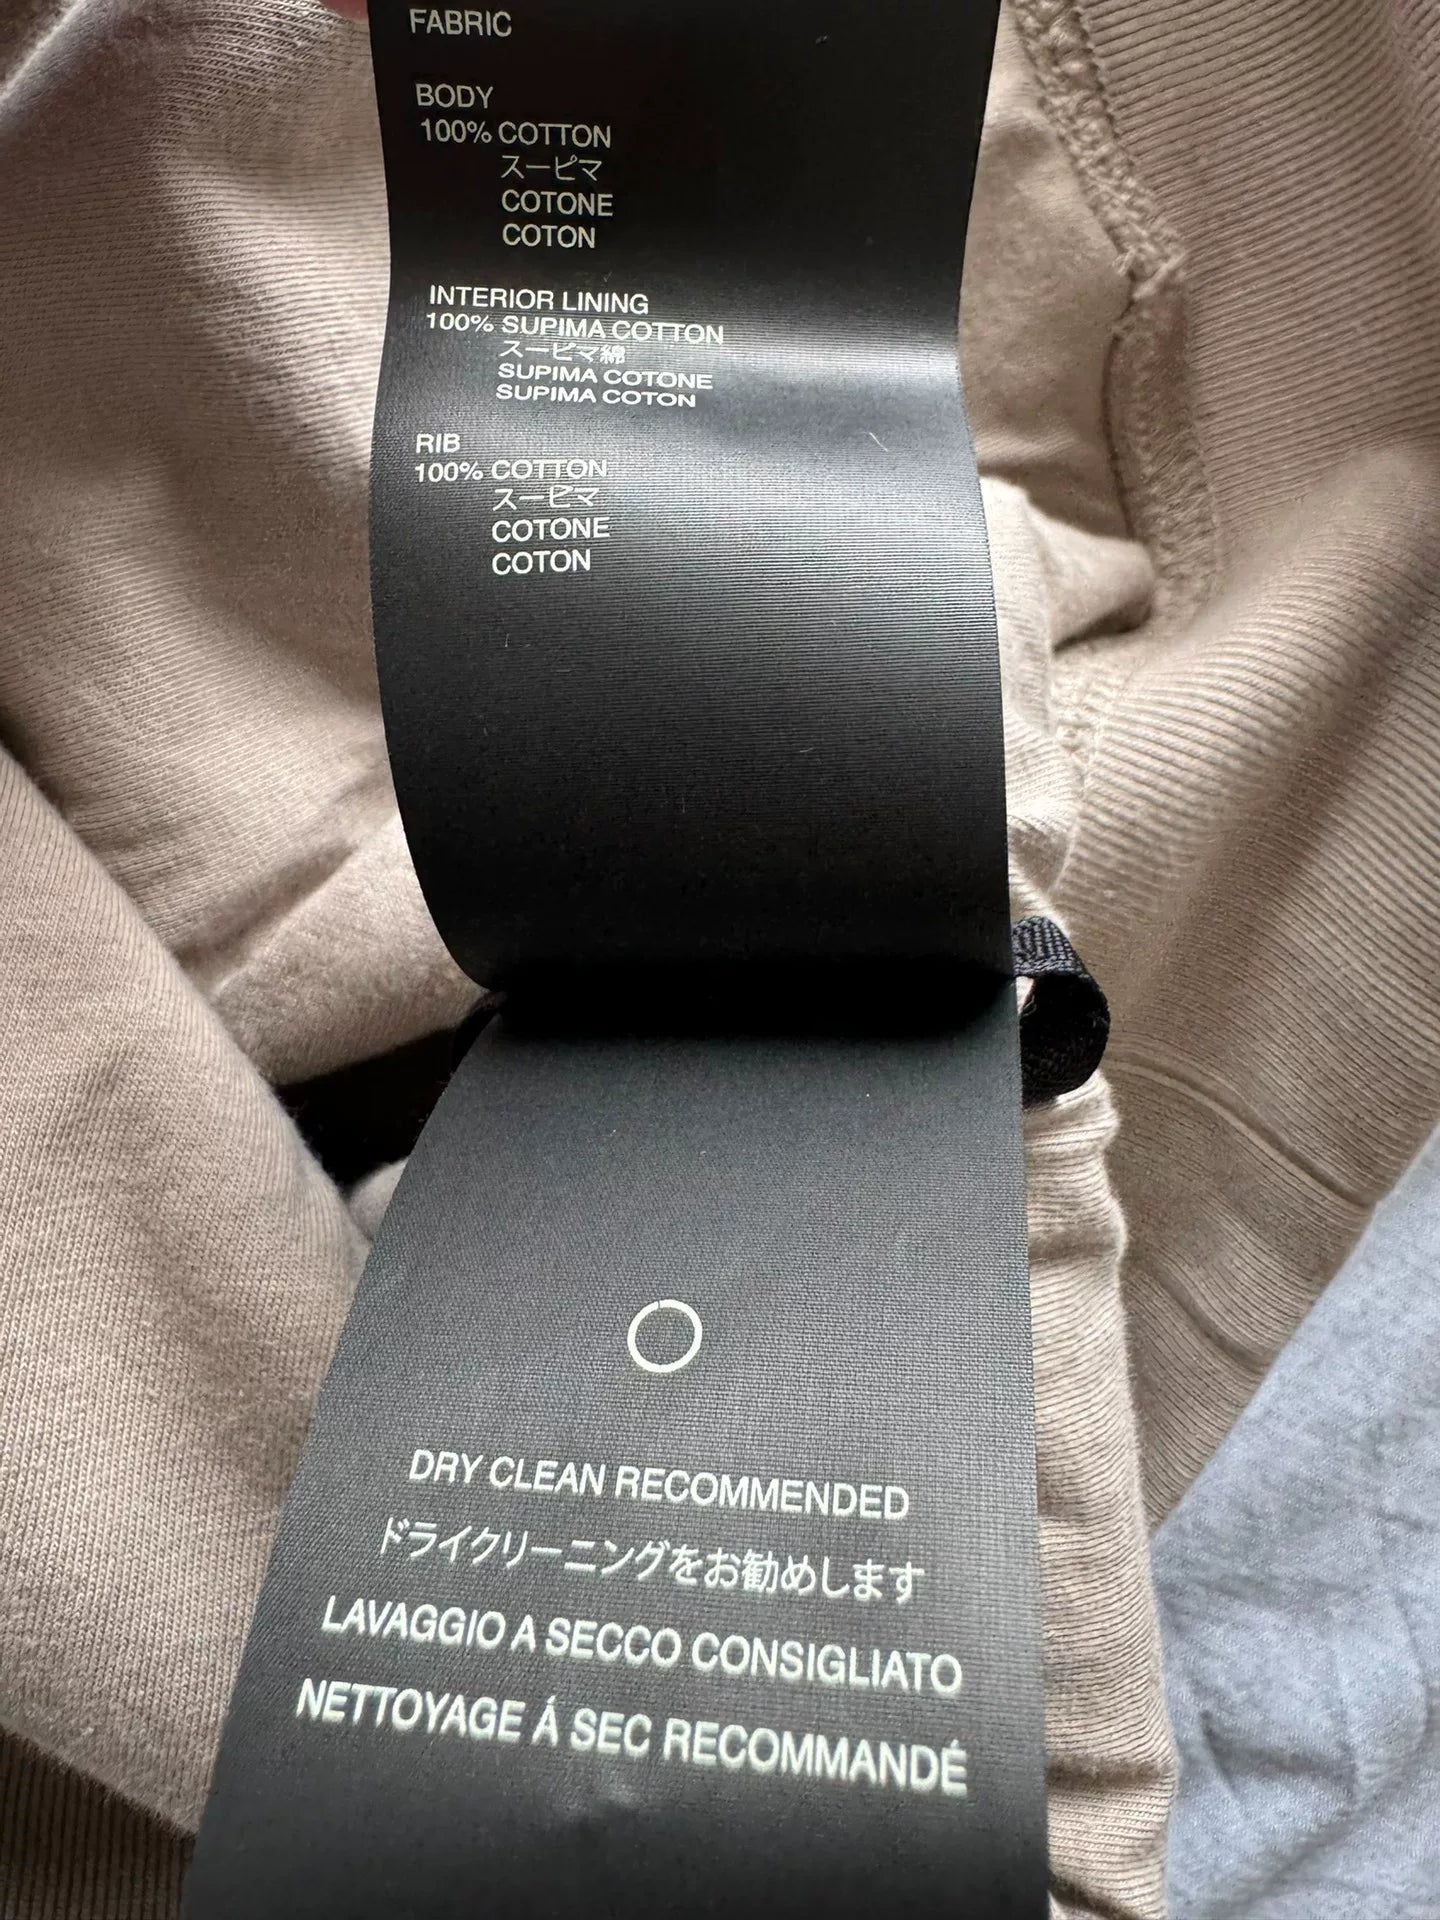 FABRIC
BODY
100% COTTON
スーピマ
COTONE
COTON
INTERIOR LINING
100% SUPIMA COTTON
スーピマ綿
SUPIMA COTONE
SUPIMA COTON
RIB
100% COTTON
スーピマ
COTONE
COTON
DRY CLEAN RECOMMENDED
ドライクリーニングをお勧めします
LAVAGGIO A SECCO CONSIGLIATO
NETTOYAGE Á SEC RECOMMANDÉ